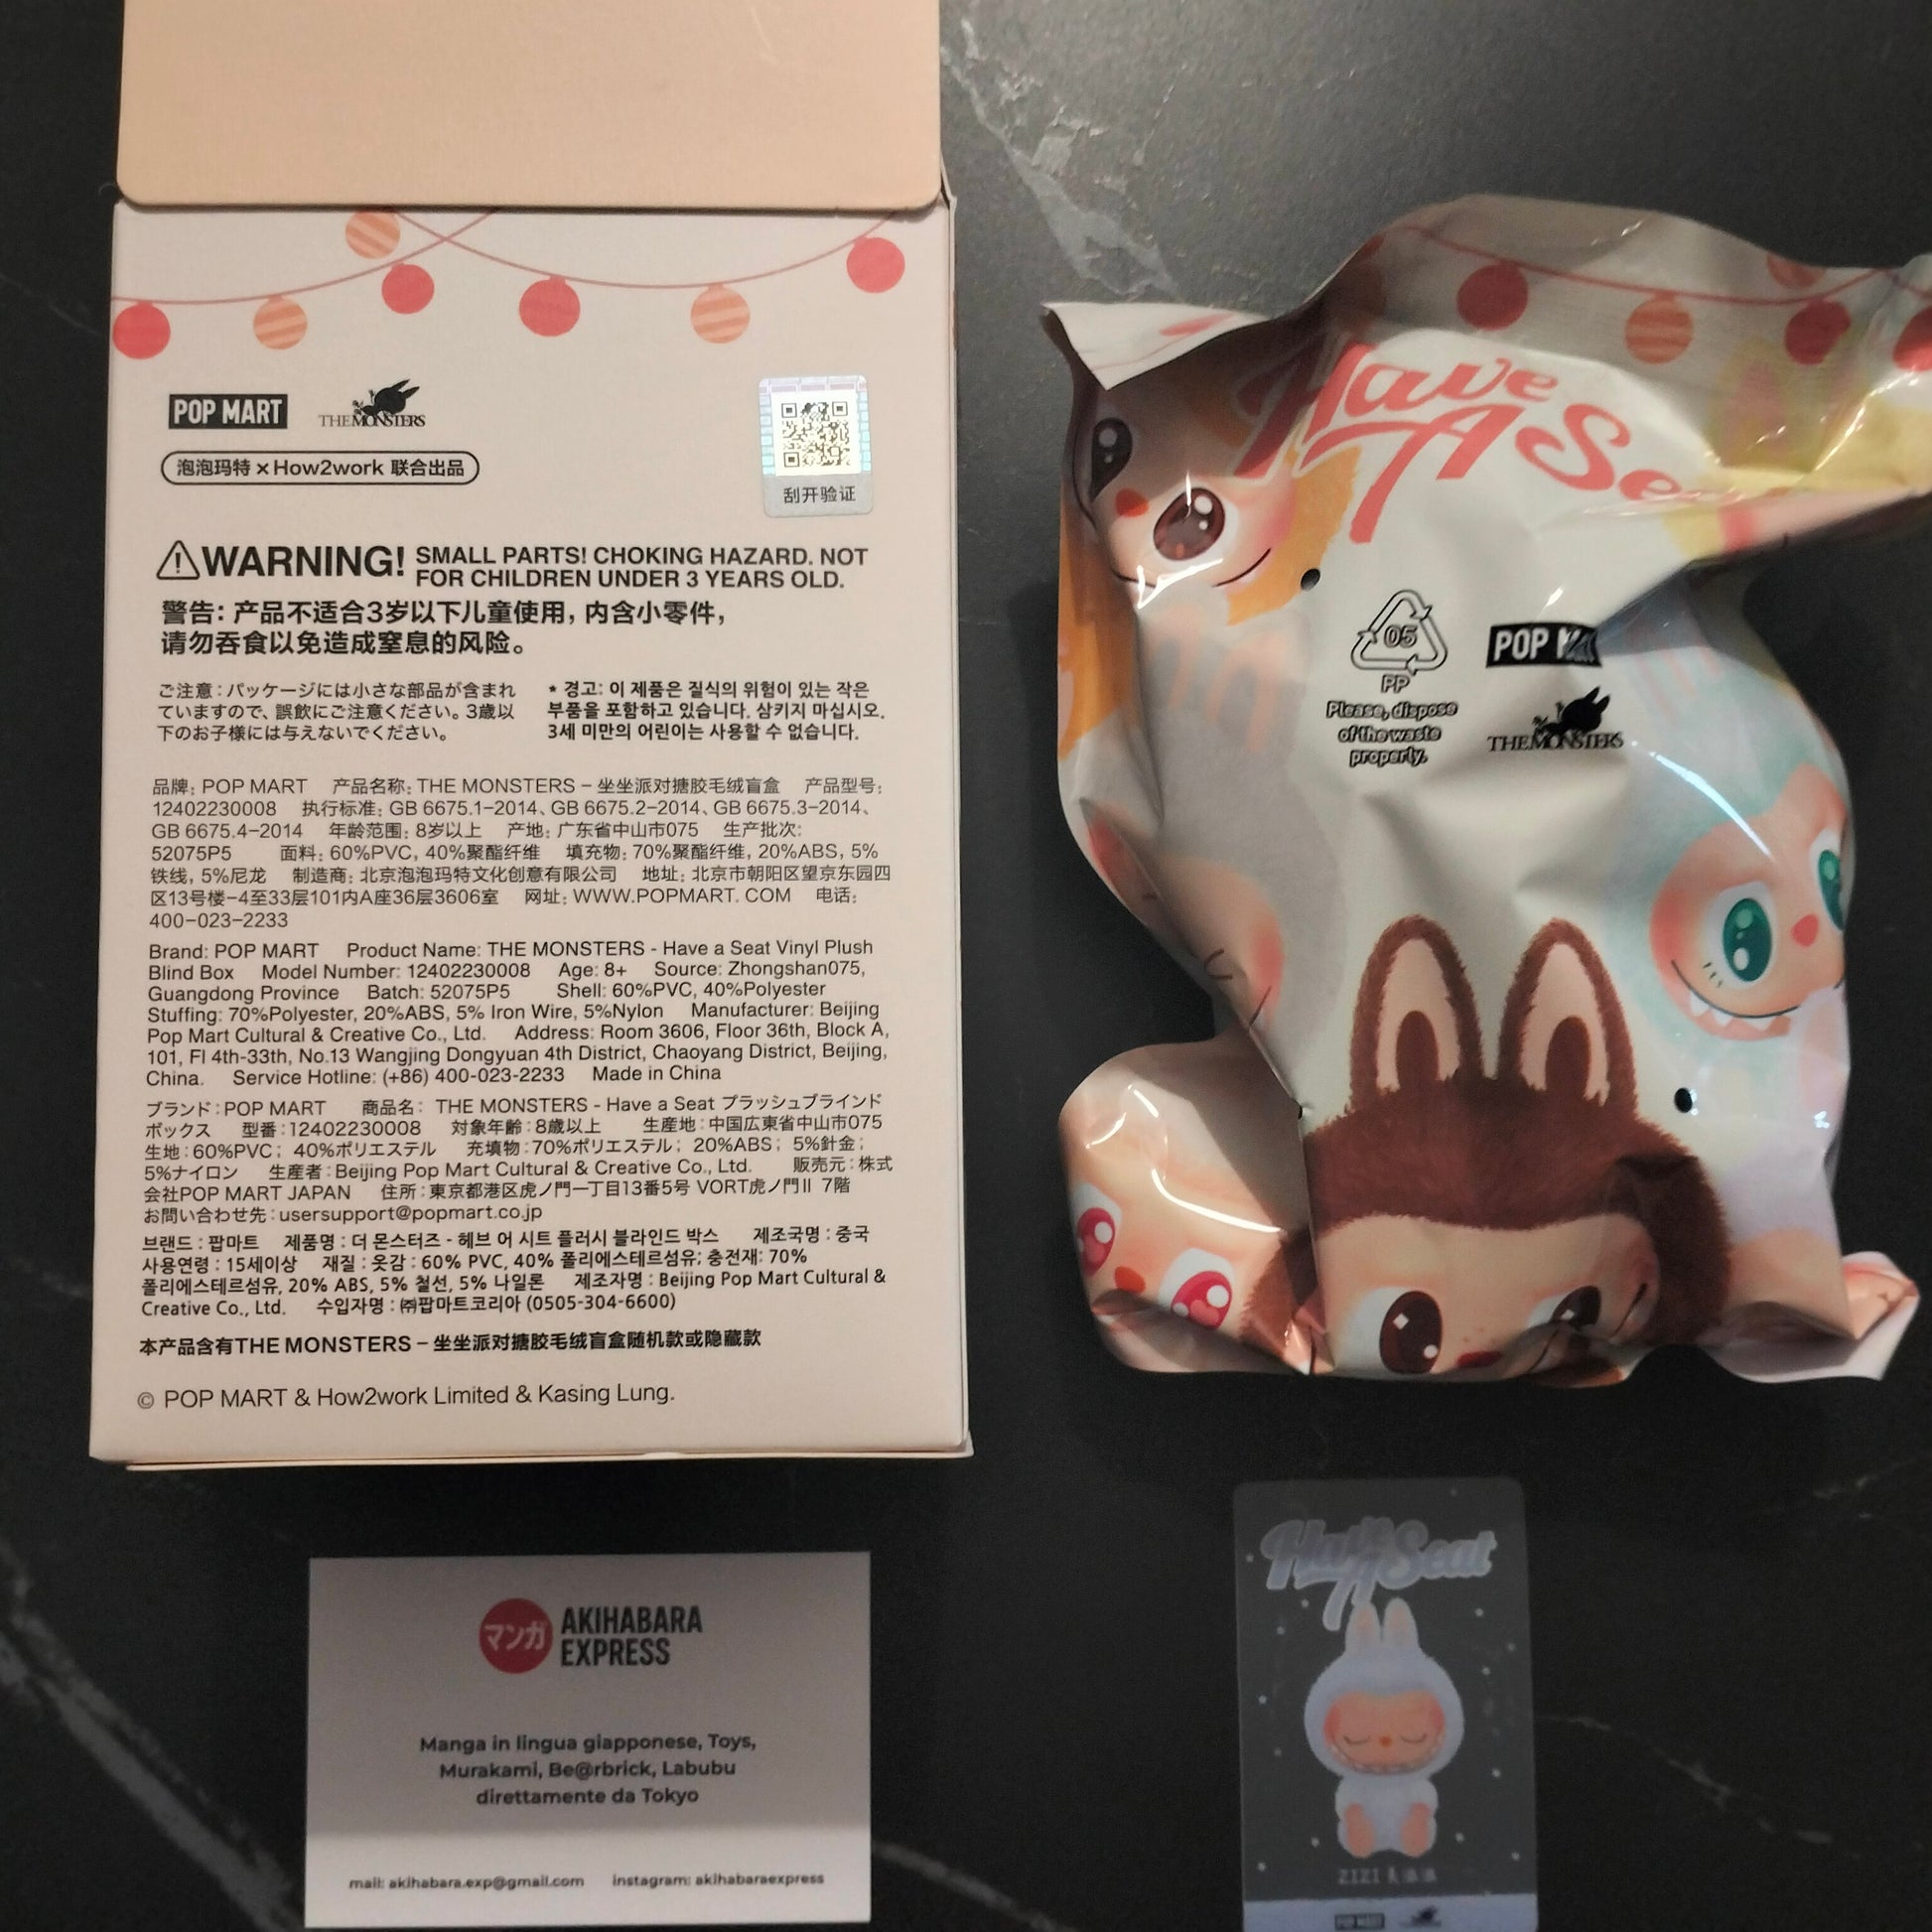 POP MART
THE MONSTERS
泡泡玛特 × How2work 联合出品
刮开验证
WARNING! SMALL PARTS! CHOKING HAZARD. NOT
FOR CHILDREN UNDER 3 YEARS OLD.
警告: 产品不适合3岁以下儿童使用, 内含小零件,
请勿吞食以免造成窒息的风险。
ご注意:パッケージには小さな部品が含まれ
ていますので、誤飲にご注意ください。3歳以
下のお子様には与えないでください。
* 경고: 이 제품은 질식의 위험이 있는 작은
부품을 포함하고 있습니다. 삼키지 마십시오.
3세 미만의 어린이는 사용할 수 없습니다.
品牌: POP MART 产品名称: THE MONSTERS – 坐坐派对搪胶毛绒盲盒 产品型号:
12402230008 执行标准: GB 6675.1–2014、GB 6675.2–2014、GB 6675.3–2014、
GB 6675.4–2014 年龄范围: 8岁以上 产地: 广东省中山市075 生产批次:
52075P5 面料: 60%PVC, 40%聚酯纤维 填充物: 70%聚酯纤维, 20%ABS, 5%
铁线, 5%尼龙 制造商: 北京泡泡玛特文化创意有限公司 地址: 北京市朝阳区望京东园四
区13号楼–4至33层101内A座36层3606室 网址: WWW.POPMART. COM 电话:
400–023–2233
Brand: POP MART Product Name: THE MONSTERS - Have a Seat Vinyl Plush
Blind Box Model Number: 12402230008 Age: 8+ Source: Zhongshan075,
Guangdong Province Batch: 52075P5 Shell: 60%PVC, 40%Polyester
Stuffing: 70%Polyester, 20%ABS, 5% Iron Wire, 5%Nylon Manufacturer: Beijing
Pop Mart Cultural & Creative Co., Ltd. Address: Room 3606, Floor 36th, Block A,
101, Fl 4th-33th, No.13 Wangjing Dongyuan 4th District, Chaoyang District, Beijing,
China. Service Hotline: (+86) 400-023-2233 Made in China
ブランド:POP MART 商品名: THE MONSTERS - Have a Seat プラッシュブラインド
ボックス 型番:12402230008 対象年齢:8歳以上 生産地:中国広東省中山市075
生地:60%PVC; 40%ポリエステル 充填物:70%ポリエステル; 20%ABS; 5%針金;
5%ナイロン 生産者:Beijing Pop Mart Cultural & Creative Co., Ltd. 販売元:株式
会社POP MART JAPAN 住所:東京都港区虎ノ門一丁目13番5号 VORT虎ノ門Ⅱ 7階
お問い合わせ先:usersupport@popmart.co.jp
브랜드 : 팝마트 제품명 : 더 몬스터즈 - 헤브 어 시트 플러시 블라인드 박스 제조국명 : 중국
사용연령 : 15세이상 재질 : 옷감 : 60% PVC, 40% 폴리에스테르섬유; 충전재: 70%
폴리에스테르섬유, 20% ABS, 5% 철선, 5% 나일론 제조자명 : Beijing Pop Mart Cultural &
Creative Co., Ltd. 수입자명 : ㈜팝마트코리아 (0505-304-6600)
本产品含有THE MONSTERS – 坐坐派对搪胶毛绒盲盒随机款或隐藏款
© POP MART & How2work Limited & Kasing Lung.
Have
A Se
05
PP
Please, dispose
of the waste
properly.
POP
THE MONSTERS
マンガ AKIHABARA
EXPRESS
Manga in lingua giapponese, Toys,
Murakami, Be@rbrick, Labubu
direttamente da Tokyo
mail: akihabara.exp@gmail.com instagram: akihabaraexpress
Have
A Seat
ZIZI
POP MART